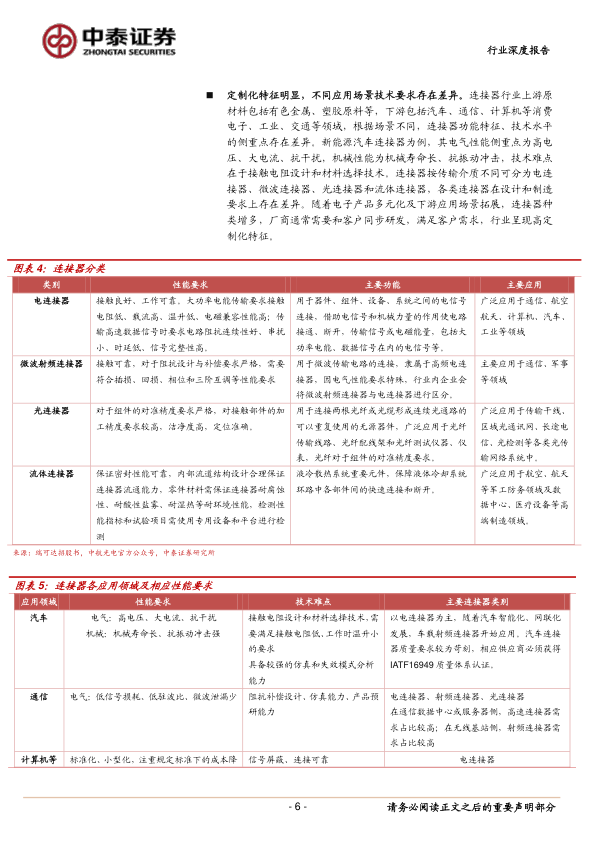 中泰证券
ZHONGTAI SECURITIES
行业深度报告
■ 定制化特征明显，不同应用场景技术要求存在差异。连接器行业上游原
材料包括有色金属、塑胶原料等，下游包括汽车、通信、计算机等消费
电子、工业、交通等领域，根据场景不同，连接器功能特征、技术水平
的侧重点存在差异。新能源汽车连接器为例，其电气性能侧重点为高电
压、大电流、抗干扰，机械性能为机械寿命长、抗振动冲击，技术难点
在于接触电阻设计和材料选择技术。连接器按传输介质不同可分为电连
接器、微波连接器、光连接器和流体连接器，各类连接器在设计和制造
要求上存在差异。随着电子产品多元化及下游应用场景拓展，连接器种
类增多，厂商通常需要和客户同步研发，满足客户需求，行业呈现高定
制化特征。
图表 4：连接器分类
类别 性能要求 主要功能 主要应用
电连接器 接触良好、工作可靠。大功率电能传输要求接触 用于器件、组件、设备、系统之间的电信号 广泛应用于通信、航空
电阻低、载流高、温升低、电磁兼容性能高；传 连接，借助电信号和机械力量的作用使电路 航天、计算机、汽车、
输高速数据信号时要求电路阻抗连续性好、串扰 接通、断开，传输信号或电磁能量，包括大 工业等领域
小、时延低、信号完整性高。 功率电能、数据信号在内的电信号等。
微波射频连接器 接触可靠，对于阻抗设计与补偿要求严格，需要 用于微波传输电路的连接，隶属于高频电连 主要应用于通信、军事
符合插损、回损、相位和三阶互调等性能要求 接器，因电气性能要求特殊，行业内企业会 等领域
将微波射频连接器与电连接器进行区分。
光连接器 对于组件的对准精度要求严格，对接触部件的加 用于连接两根光纤或光缆形成连续光通路的 广泛应用于传输干线、
工精度要求较高，洁净度高、定位准确。 可以重复使用的无源器件，广泛应用于光纤 区域光通讯网、长途电
传输线路、光纤配线架和光纤测试仪器、仪 信、光检测等各类光传
表，光纤对于组件的对准精度要求。 输网络系统中。
流体连接器 保证密封性能可靠，内部流道结构设计合理保证 液冷散热系统重要元件，保障液体冷却系统 广泛应用于航空、航天
连接器流通能力，零件材料需保证连接器耐腐蚀 环路中各部件间的快速连接和断开。 等军工防务领域及数
性、耐酸性盐雾、耐湿热等耐环境性能，检测性 据中心、医疗设备等高
能指标和试验项目需使用专用设备和平台进行检 端制造领域。
测
来源：瑞可达招股书，中航光电官方公众号，中泰证券研究所
图表 5：连接器各应用领域及相应性能要求
应用领域 性能要求 技术难点 主要连接器类别
汽车 电气：高电压、大电流、抗干扰 接触电阻设计和材料选择技术，需 以电连接器为主，随着汽车智能化、网联化
机械：机械寿命长、抗振动冲击强 要满足接触电阻低、工作时温升小 发展，车载射频连接器开始应用。汽车连接
的要求 器质量要求较为苛刻，相应供应商必须获得
具备较强的仿真和失效模式分析 IATF16949 质量体系认证。
能力
通信 电气：低信号损耗、低驻波比、微波泄漏少 阻抗补偿设计、仿真能力、产品预 电连接器、射频连接器、光连接器
研能力 在通信数据中心或服务器侧，高速连接器需
求占比较高；在无线基站侧，射频连接器需
求占比较高
计算机等 标准化、小型化，注重规定标准下的成本降 信号屏蔽、连接可靠 电连接器
- 6 -
请务必阅读正文之后的重要声明部分